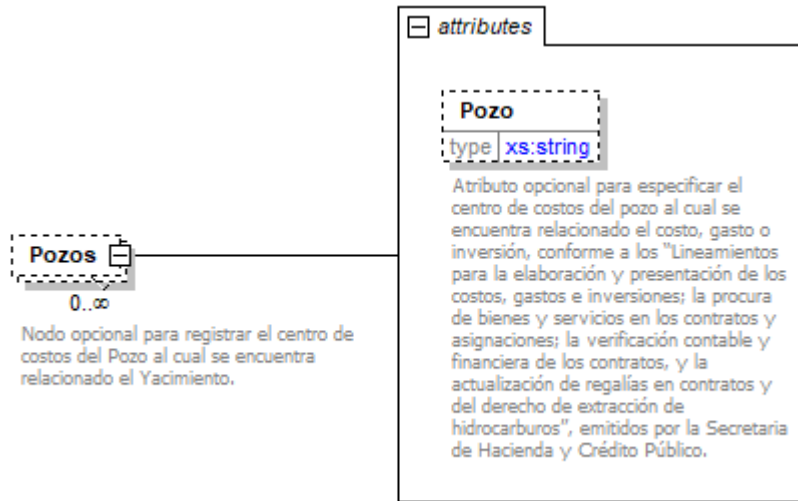 attributes
Pozo
type xs:string
Atributo opcional para especificar el
centro de costos del pozo al cual se
encuentra relacionado el costo, gasto o
inversión, conforme a los "Lineamientos
para la elaboración y presentación de los
costos, gastos e inversiones; la procura
de bienes y servicios en los contratos y
asignaciones; la verificación contable y
financiera de los contratos, y la
actualización de regalías en contratos y
del derecho de extracción de
hidrocarburos", emitidos por la Secretaria
de Hacienda y Crédito Público.
Pozos
0..∞
Nodo opcional para registrar el centro de
costos del Pozo al cual se encuentra
relacionado el Yacimiento.